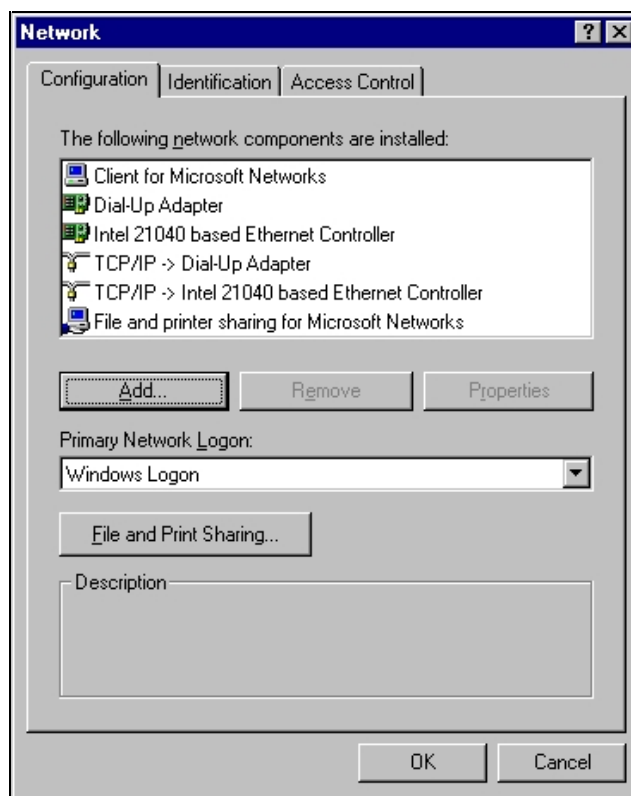 Network
Configuration Identification Access Control
The following network components are installed:
Client for Microsoft Networks
Dial-Up Adapter
Intel 21040 based Ethernet Controller
TCP/IP -> Dial-Up Adapter
TCP/IP -> Intel 21040 based Ethernet Controller
File and printer sharing for Microsoft Networks
Add... Remove Properties
Primary Network Logon:
Windows Logon
File and Print Sharing...
Description
OK Cancel